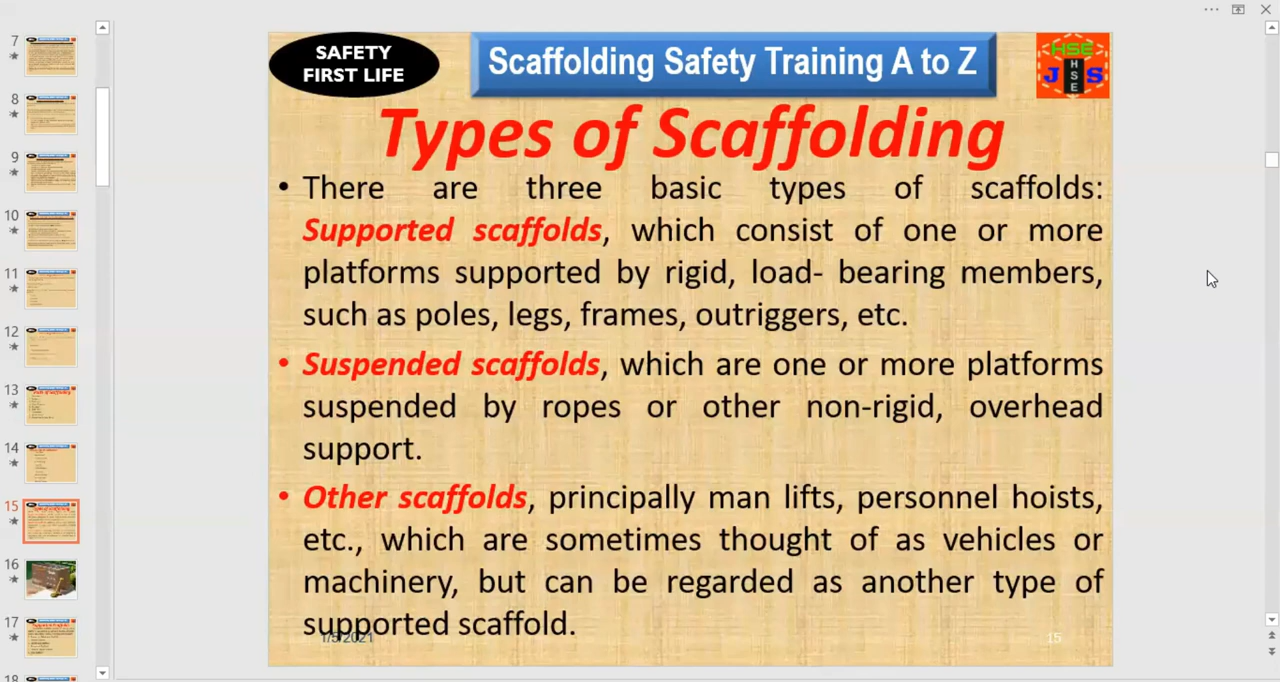 7
8
9
10
11
12
13
14
15
16
17
18
SAFETY
FIRST LIFE
Scaffolding Safety Training A to Z
HSE
J HSE S
Types of Scaffolding
• There are three basic types of scaffolds:
Supported scaffolds, which consist of one or more
platforms supported by rigid, load- bearing members,
such as poles, legs, frames, outriggers, etc.
• Suspended scaffolds, which are one or more platforms
suspended by ropes or other non-rigid, overhead
support.
• Other scaffolds, principally man lifts, personnel hoists,
etc., which are sometimes thought of as vehicles or
machinery, but can be regarded as another type of
supported scaffold.
1/5/2021
15